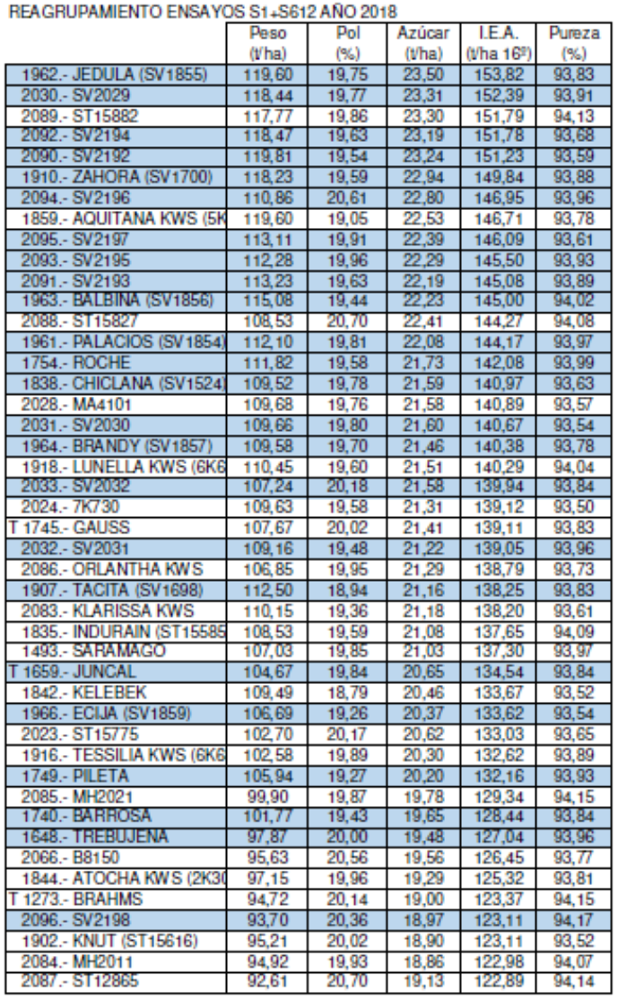 REAGRUPAMIENTO ENSAYOS S1+S612 AÑO 2018
Peso Pol Azúcar I.E.A. Pureza
(t/ha) (%) (t/ha) (t/ha 16º) (%)
1962.- JEDULA (SV1855) 119,60 19,75 23,50 153,82 93,83
2030.- SV2029 118,44 19,77 23,31 152,39 93,91
2089.- ST15882 117,77 19,86 23,30 151,79 94,13
2092.- SV2194 118,47 19,63 23,19 151,78 93,68
2090.- SV2192 119,81 19,54 23,24 151,23 93,59
1910.- ZAHORA (SV1700) 118,23 19,59 22,94 149,84 93,88
2094.- SV2196 110,86 20,61 22,80 146,95 93,96
1859.- AQUITANA KWS (5K 119,60 19,05 22,53 146,71 93,78
2095.- SV2197 113,11 19,91 22,39 146,09 93,61
2093.- SV2195 112,28 19,96 22,29 145,50 93,93
2091.- SV2193 113,23 19,63 22,19 145,08 93,89
1963.- BALBINA (SV1856) 115,08 19,44 22,23 145,00 94,02
2088.- ST15827 108,53 20,70 22,41 144,27 94,08
1961.- PALACIOS (SV1854) 112,10 19,81 22,08 144,17 93,97
1754.- ROCHE 111,82 19,58 21,73 142,08 93,99
1838.- CHICLANA (SV1524) 109,52 19,78 21,59 140,97 93,63
2028.- MA4101 109,68 19,76 21,58 140,89 93,57
2031.- SV2030 109,66 19,80 21,60 140,67 93,54
1964.- BRANDY (SV1857) 109,58 19,70 21,46 140,38 93,78
1918.- LUNELLA KWS (6K6 110,45 19,60 21,51 140,29 94,04
2033.- SV2032 107,24 20,18 21,58 139,94 93,84
2024.- 7K730 109,63 19,58 21,31 139,12 93,50
T 1745.- GAUSS 107,67 20,02 21,41 139,11 93,83
2032.- SV2031 109,16 19,48 21,22 139,05 93,96
2086.- ORLANTHA KWS 106,85 19,95 21,29 138,79 93,73
1907.- TACITA (SV1698) 112,50 18,94 21,16 138,25 93,83
2083.- KLARISSA KWS 110,15 19,36 21,18 138,20 93,61
1835.- INDURAIN (ST15585 108,53 19,59 21,08 137,65 94,09
1493.- SARAMAGO 107,03 19,85 21,03 137,30 93,97
T 1659.- JUNCAL 104,67 19,84 20,65 134,54 93,84
1842.- KELEBEK 109,49 18,79 20,46 133,67 93,52
1966.- ECIJA (SV1859) 106,69 19,26 20,37 133,62 93,54
2023.- ST15775 102,70 20,17 20,62 133,03 93,65
1916.- TESSILIA KWS (6K6 102,58 19,89 20,30 132,62 93,89
1749.- PILETA 105,94 19,27 20,20 132,16 93,93
2085.- MH2021 99,90 19,87 19,78 129,34 94,15
1740.- BARROSA 101,77 19,43 19,65 128,44 93,84
1648.- TREBUJENA 97,87 20,00 19,48 127,04 93,96
2066.- B8150 95,63 20,56 19,56 126,45 93,77
1844.- ATOCHA KWS (2K30 97,15 19,96 19,29 125,32 93,81
T 1273.- BRAHMS 94,72 20,14 19,00 123,37 94,15
2096.- SV2198 93,70 20,36 18,97 123,11 94,17
1902.- KNUT (ST15616) 95,21 20,02 18,90 123,11 93,52
2084.- MH2011 94,92 19,93 18,86 122,98 94,07
2087.- ST12865 92,61 20,70 19,13 122,89 94,14